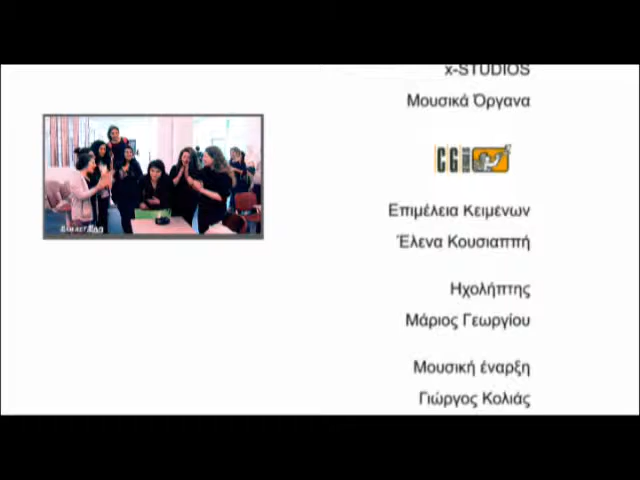 x-STUDIOS
Μουσικά Όργανα
CG
Επιμέλεια Κειμένων
Έλενα Κουσιαππή
Ηχολήπτης
Μάριος Γεωργίου
Μουσική έναρξη
Γιώργος Κολιάς